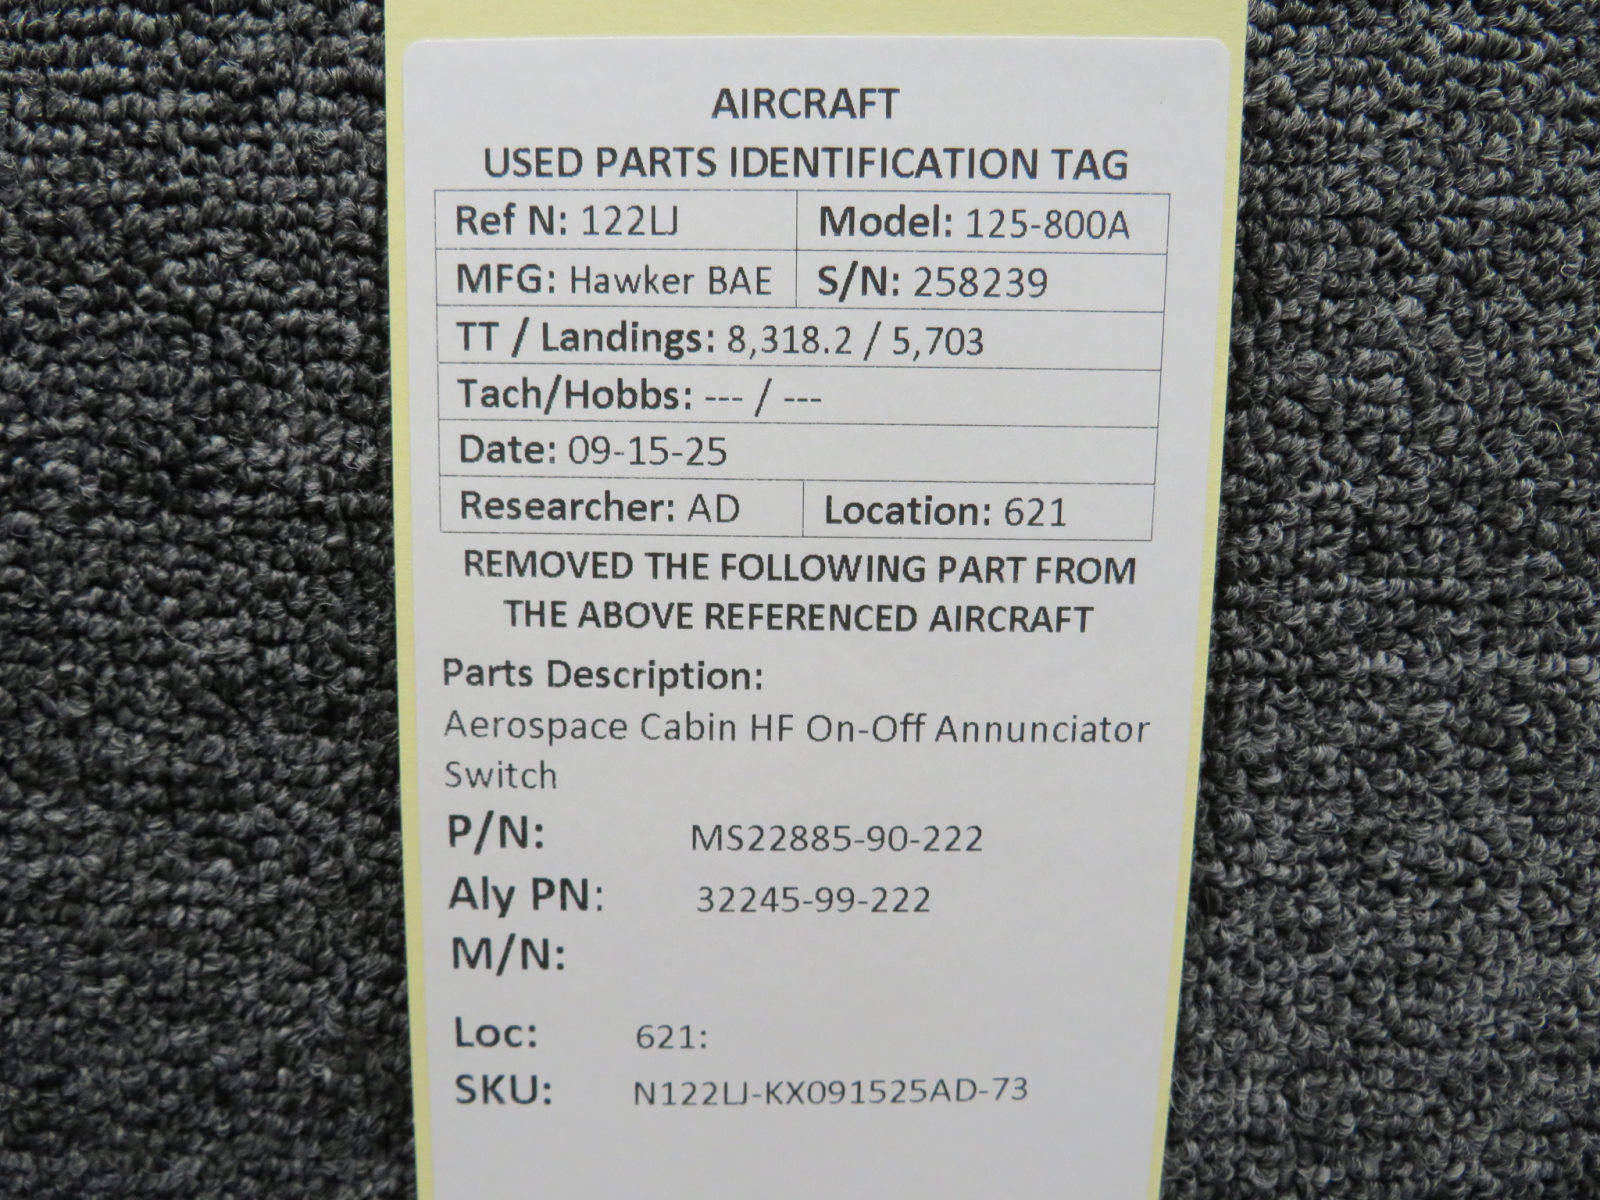 AIRCRAFT
USED PARTS IDENTIFICATION TAG
Ref N: 122LJ Model: 125-800A
MFG: Hawker BAE S/N: 258239
TT / Landings: 8,318.2 / 5,703
Tach/Hobbs: --- / ---
Date: 09-15-25
Researcher: AD Location: 621
REMOVED THE FOLLOWING PART FROM
THE ABOVE REFERENCED AIRCRAFT
Parts Description:
Aerospace Cabin HF On-Off Annunciator
Switch
P/N: MS22885-90-222
Aly PN: 32245-99-222
M/N:
Loc: 621:
SKU: N122LJ-KX091525AD-73